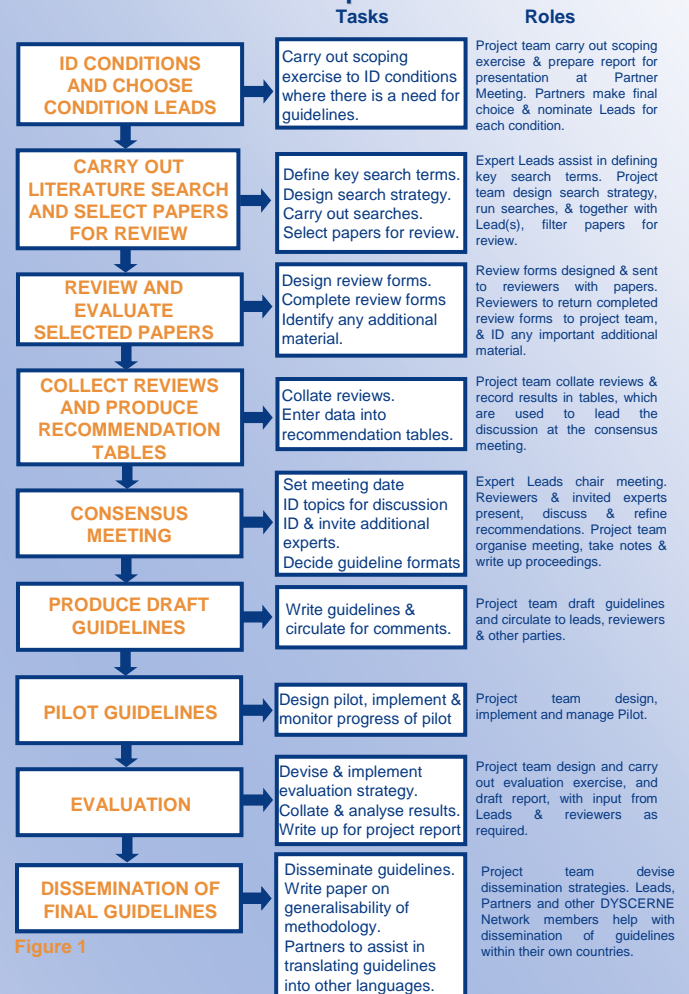 Tasks
Roles
ID CONDITIONS
AND CHOOSE
CONDITION LEADS
Carry out scoping
exercise to ID conditions
where there is a need for
guidelines.
Project team carry out scoping
exercise & prepare report for
presentation at Partner
Meeting. Partners make final
choice & nominate Leads for
each condition.
CARRY OUT
LITERATURE SEARCH
AND SELECT PAPERS
FOR REVIEW
Define key search terms.
Design search strategy.
Carry out searches.
Select papers for review.
Expert Leads assist in defining
key search terms. Project
team design search strategy,
run searches, & together with
Lead(s), filter papers for
review.
REVIEW AND
EVALUATE
SELECTED PAPERS
Design review forms.
Complete review forms
Identify any additional
material.
Review forms designed & sent
to reviewers with papers.
Reviewers to return completed
review forms to project team,
& ID any important additional
material.
COLLECT REVIEWS
AND PRODUCE
RECOMMENDATION
TABLES
Collate reviews.
Enter data into
recommendation tables.
Project team collate reviews &
record results in tables, which
are used to lead the
discussion at the consensus
meeting.
CONSENSUS
MEETING
Set meeting date
ID topics for discussion
ID & invite additional
experts.
Decide guideline formats
Expert Leads chair meeting.
Reviewers & invited experts
present, discuss & refine
recommendations. Project team
organise meeting, take notes &
write up proceedings.
PRODUCE DRAFT
GUIDELINES
Write guidelines &
circulate for comments.
Project team draft guidelines
and circulate to leads, reviewers
& other parties.
PILOT GUIDELINES
Design pilot, implement &
monitor progress of pilot
Project team design,
implement and manage Pilot.
EVALUATION
Devise & implement
evaluation strategy.
Collate & analyse results.
Write up for project report
Project team design and carry
out evaluation exercise, and
draft report, with input from
Leads & reviewers as
required.
DISSEMINATION OF
FINAL GUIDELINES
Disseminate guidelines.
Write paper on
generalisability of
methodology.
Partners to assist in
translating guidelines
into other languages.
Project team devise
dissemination strategies. Leads,
Partners and other DYSCERNE
Network members help with
dissemination of guidelines
within their own countries.
Figure 1